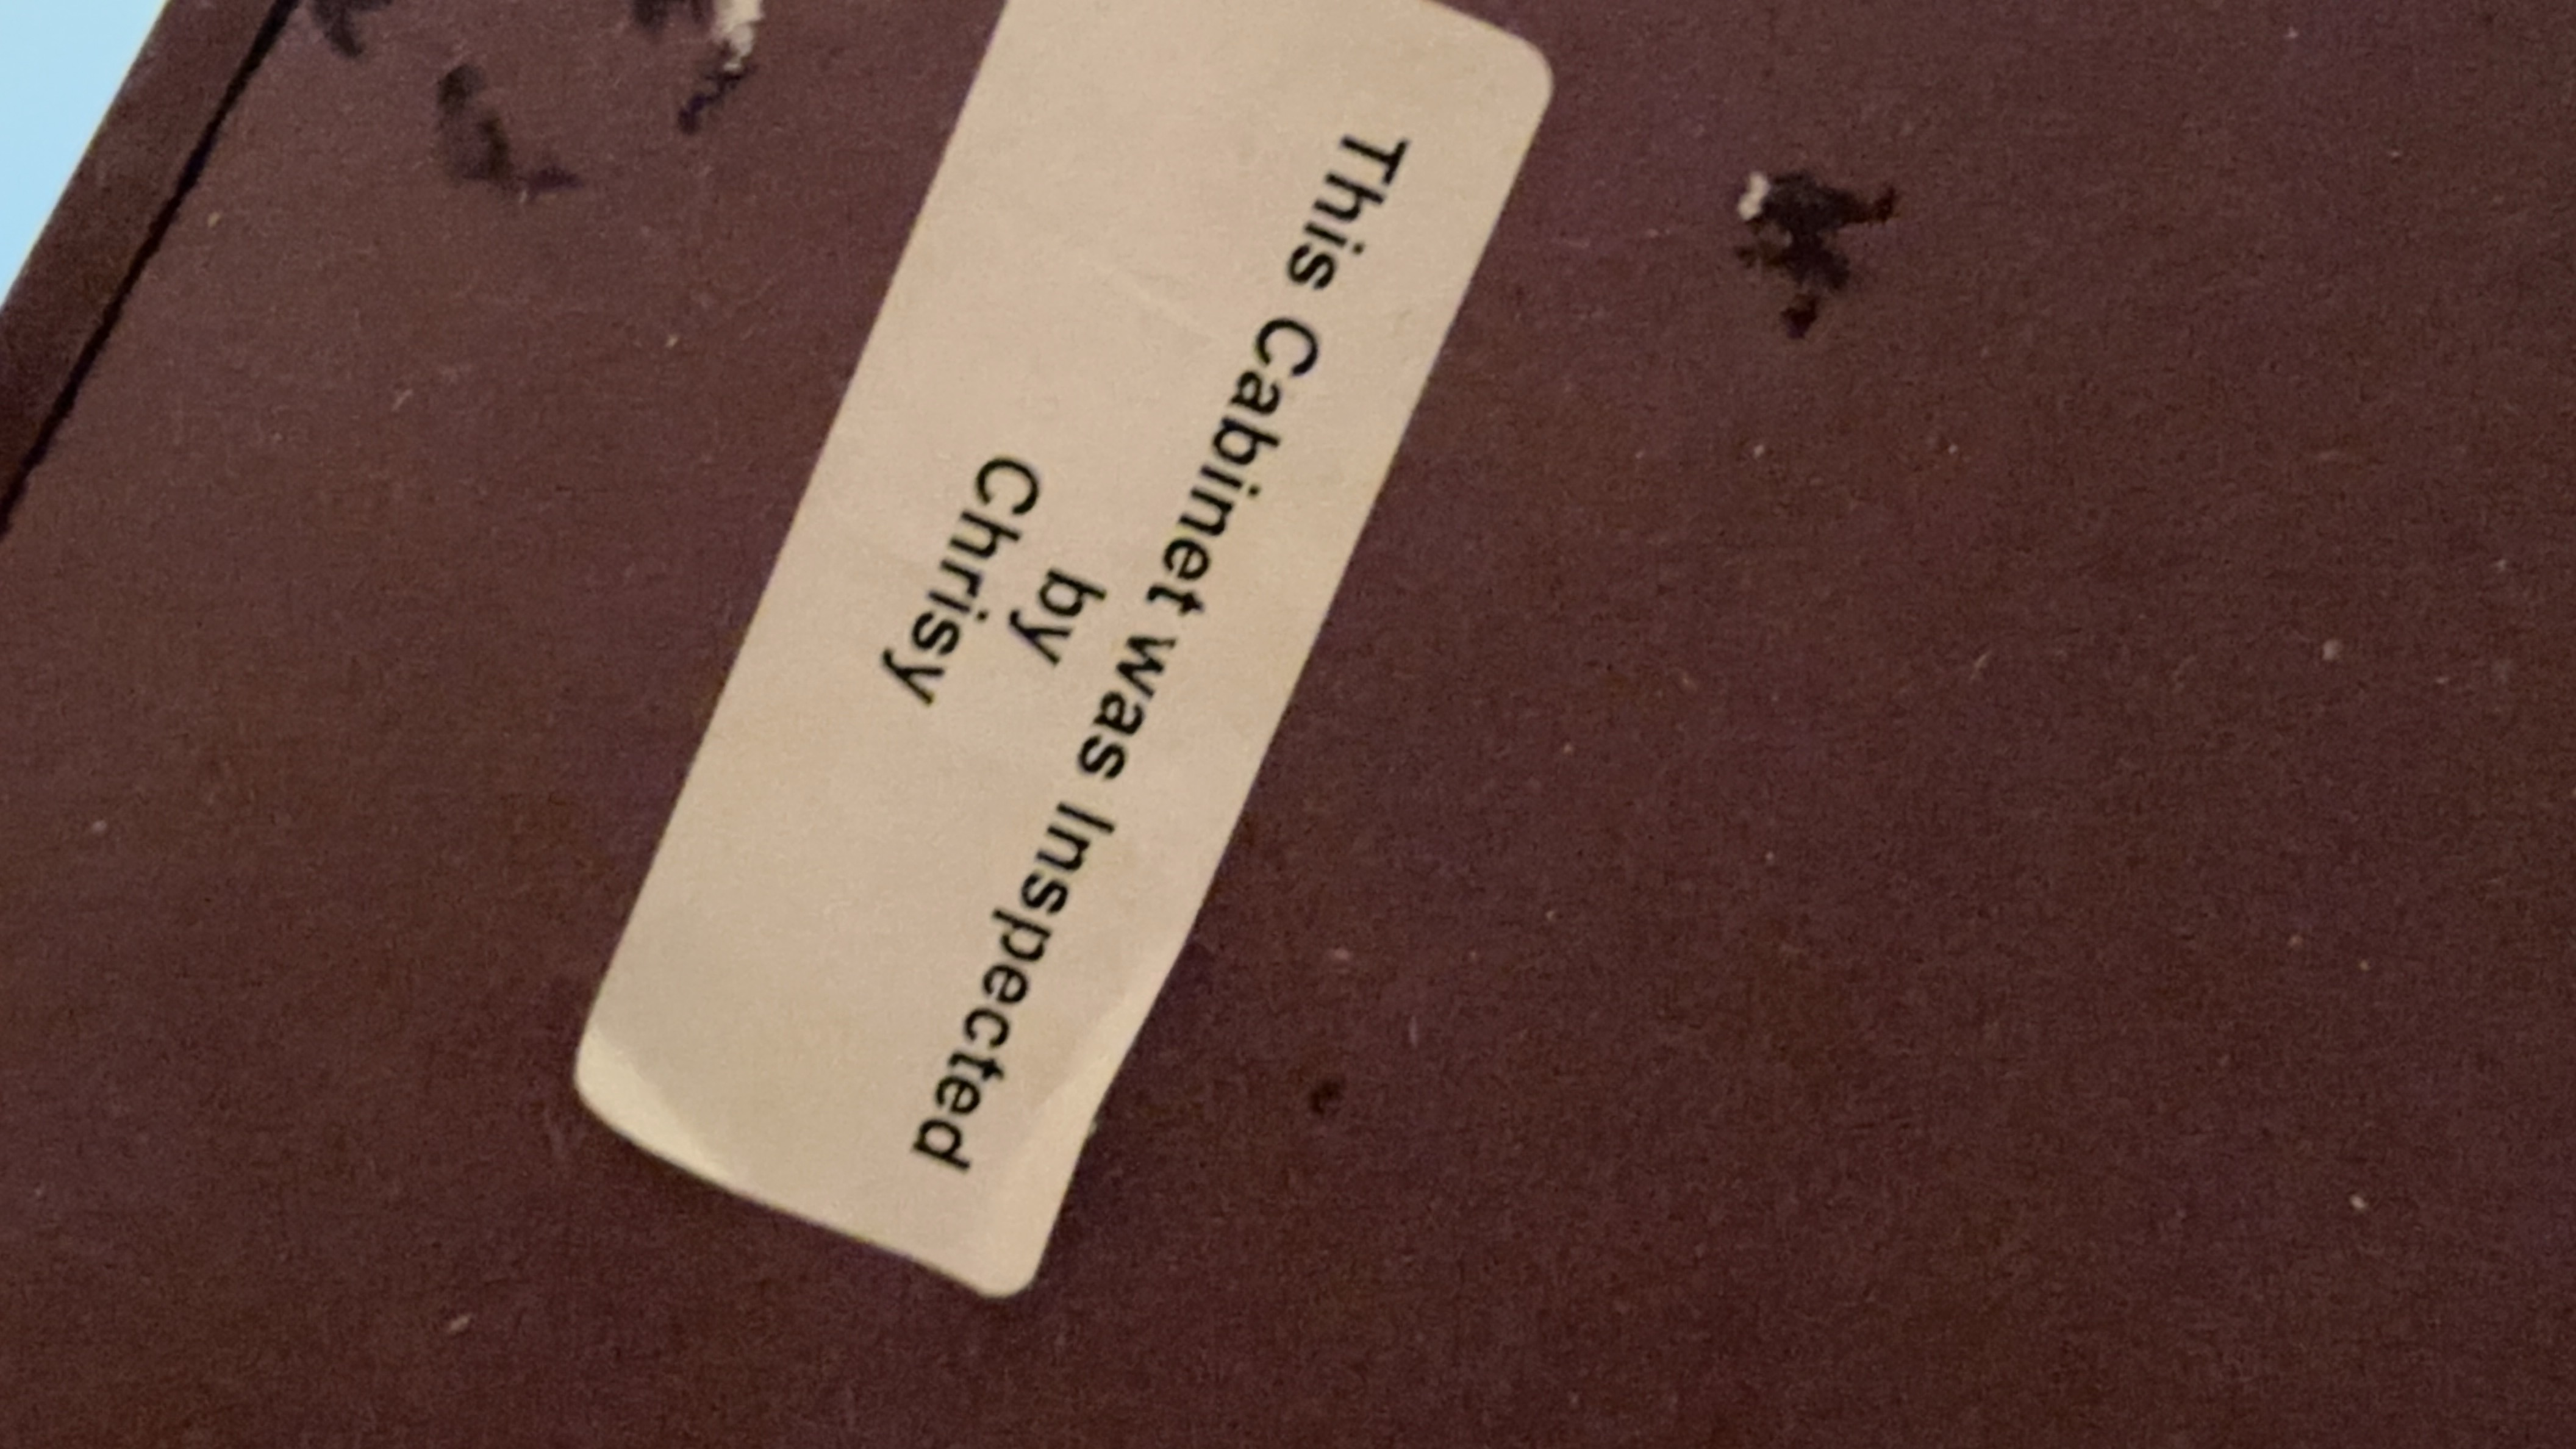 This Cabinet was Inspected
by
Chrisy